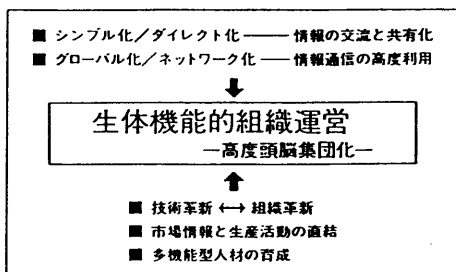 ■ シンプル化／ダイレクト化 —— 情報の交流と共有化
■ グローバル化／ネットワーク化 —— 情報通信の高度利用
生体機能的組織運営
—高度頭脳集団化—
■ 技術革新 ↔ 組織革新
■ 市場情報と生産活動の直結
■ 多機能型人材の育成